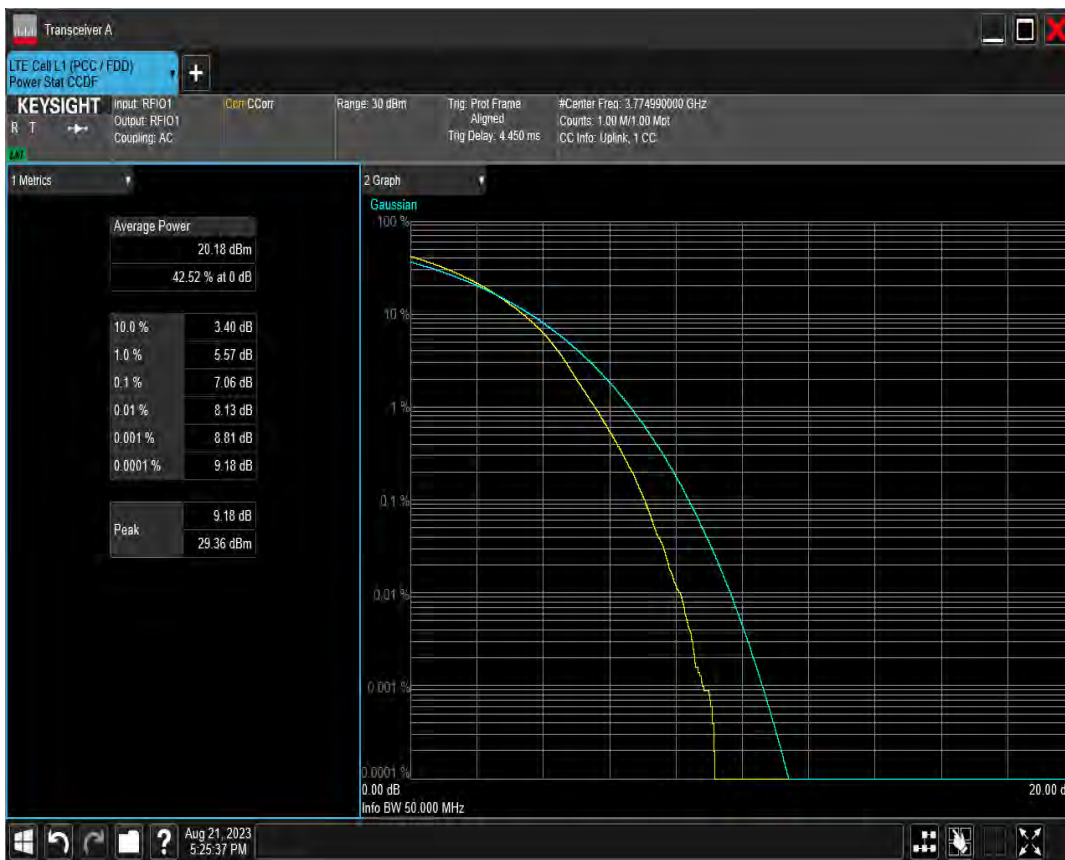 Transceiver A
LTE Cell L1 (PCC / FDD)
Power Stat CCDF
+
KEYSIGHT
R T
LNI
Input: RFIO1
Output: RFIO1
Coupling: AC
Corr CCorr
Range: 30 dBm
Trig: Prot Frame
Aligned
Trig Delay: 4.450 ms
#Center Freq: 3.774990000 GHz
Counts: 1.00 M/1.00 Mpt
CC Info: Uplink, 1 CC
1 Metrics
Average Power
20.18 dBm
42.52 % at 0 dB
10.0 % 3.40 dB
1.0 % 5.57 dB
0.1 % 7.06 dB
0.01 % 8.13 dB
0.001 % 8.81 dB
0.0001 % 9.18 dB
Peak
9.18 dB
29.36 dBm
2 Graph
Gaussian
100 %
10 %
1 %
0.1 %
0.01 %
0.001 %
0.0001 %
0.00 dB 20.00 d
Info BW 50.000 MHz
?
Aug 21, 2023
5:25:37 PM